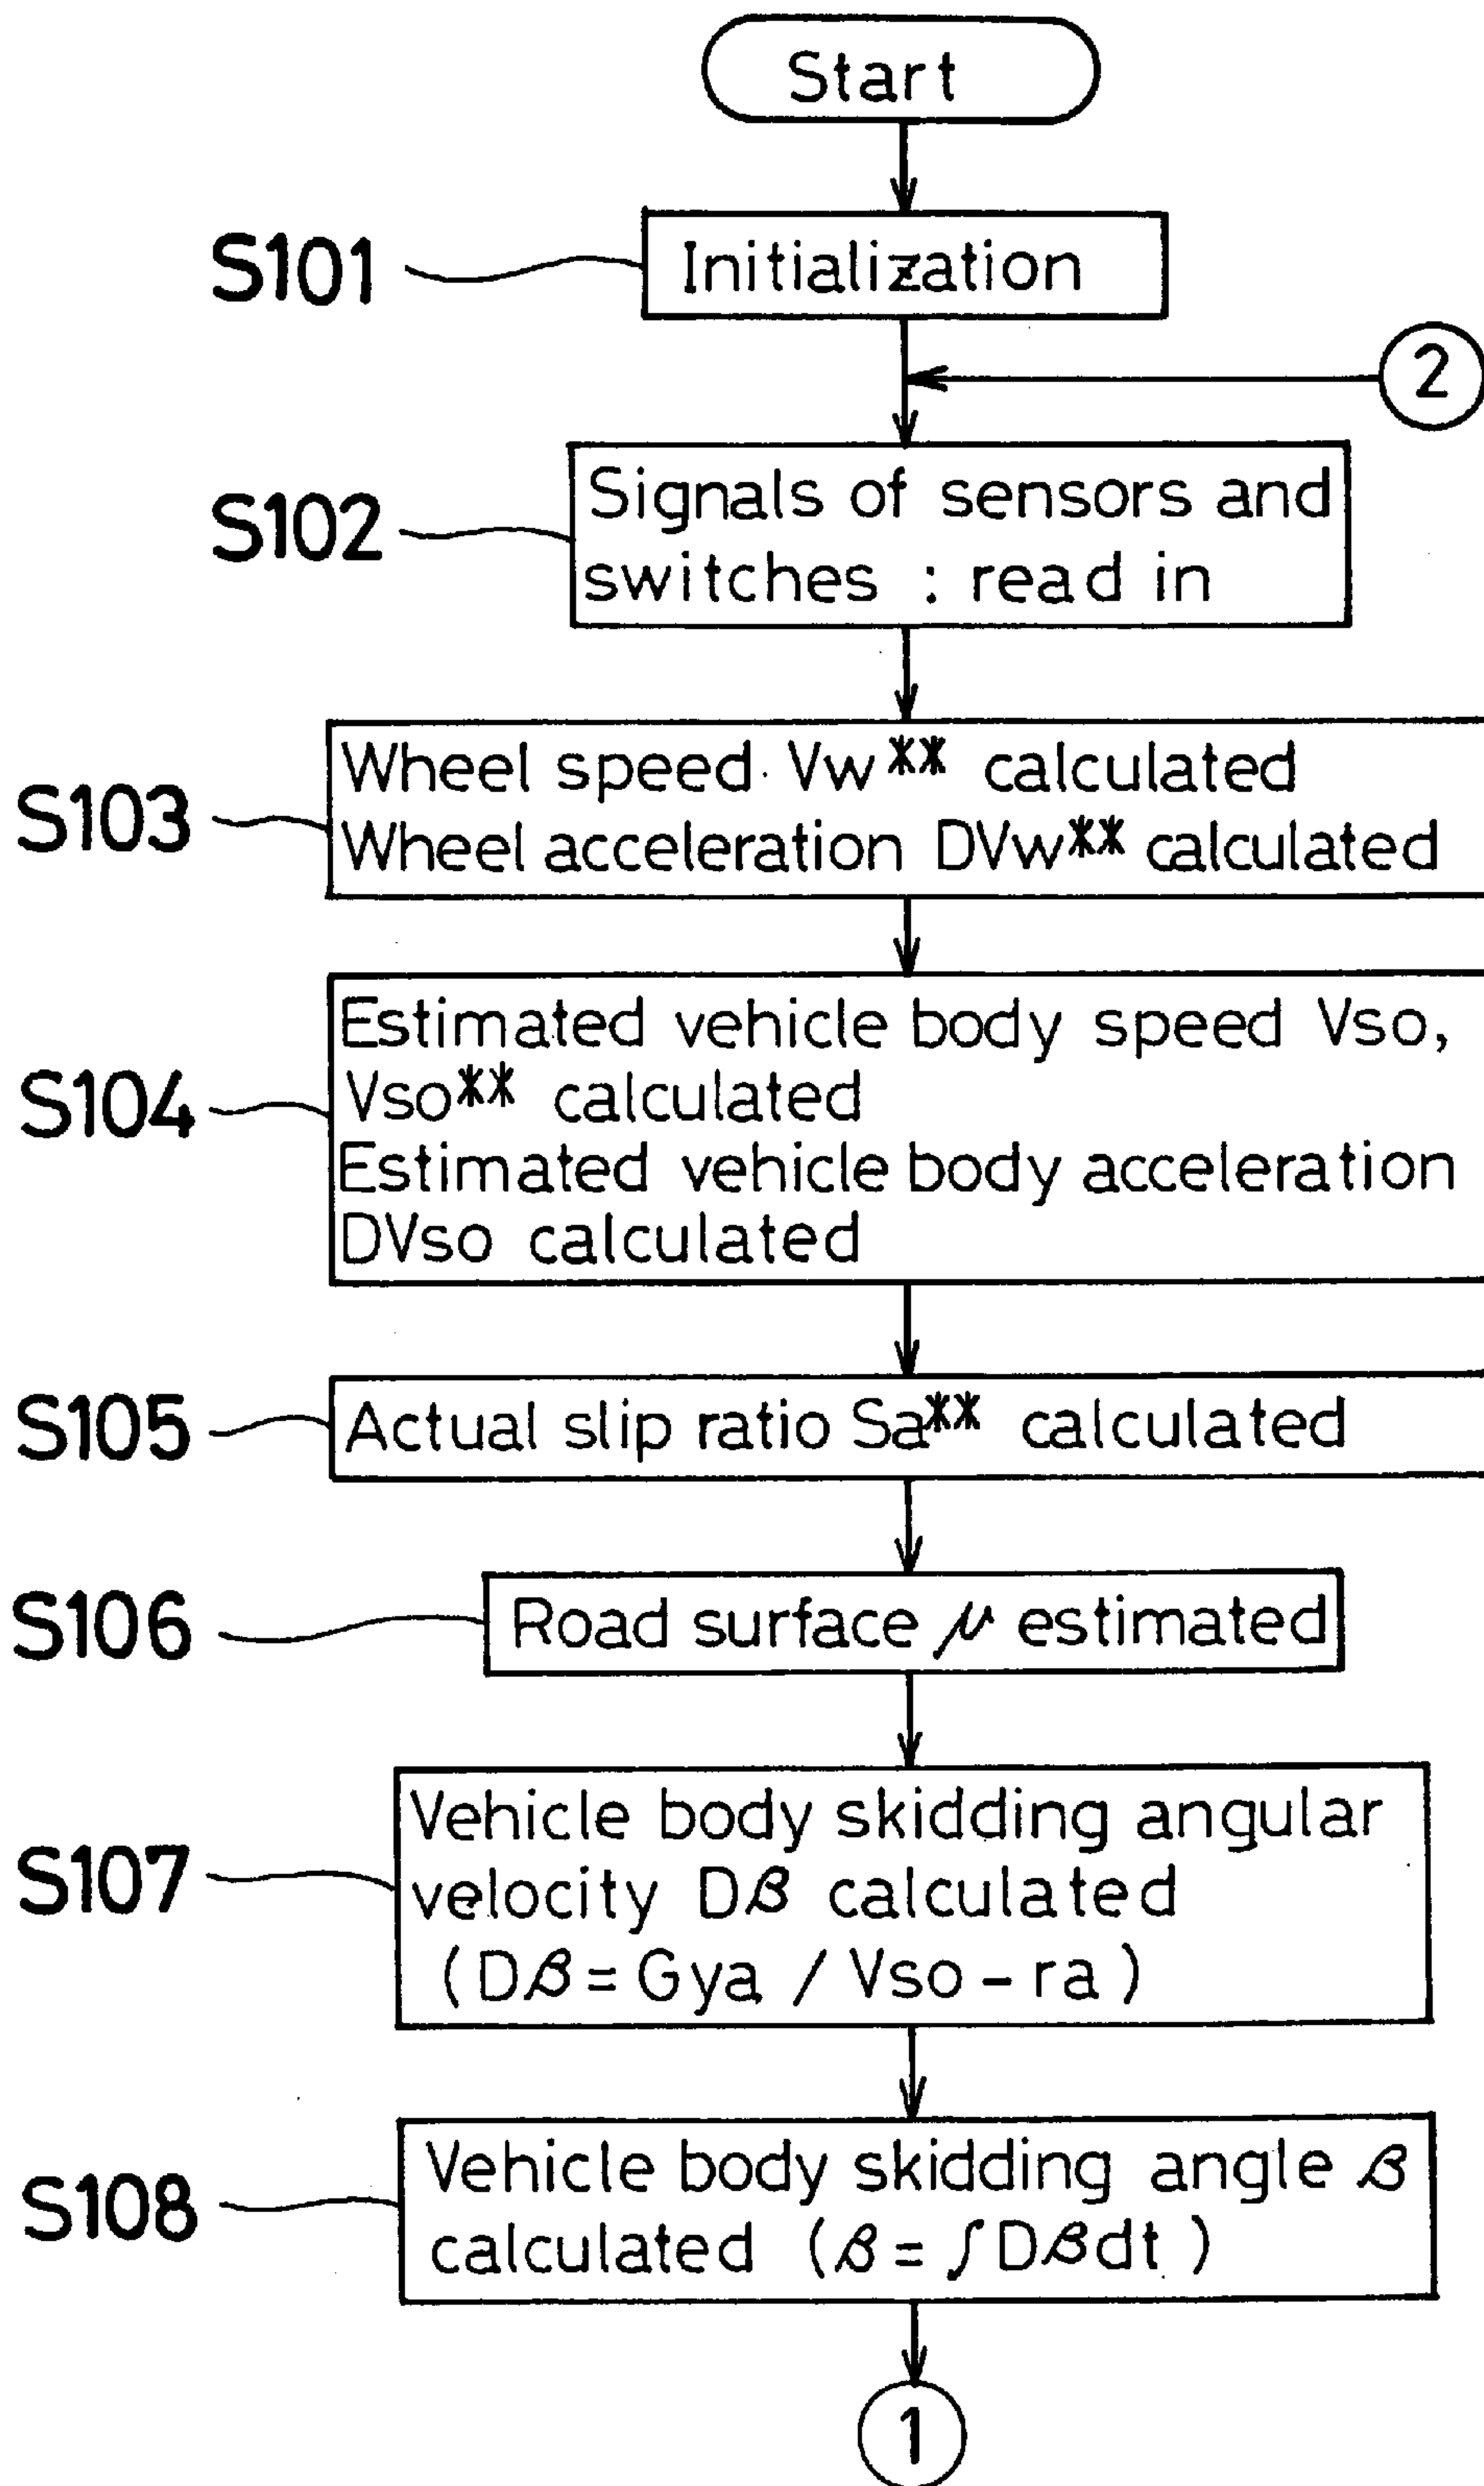 Start
S101
Initialization
2
S102
Signals of sensors and
switches : read in
S103
Wheel speed Vw** calculated
Wheel acceleration DVw** calculated
S104
Estimated vehicle body speed Vso,
Vso** calculated
Estimated vehicle body acceleration
DVso calculated
S105
Actual slip ratio Sa** calculated
S106
Road surface μ estimated
S107
Vehicle body skidding angular
velocity Dβ calculated
(Dβ = Gya / Vso - ra)
S108
Vehicle body skidding angle β
calculated (β = ∫Dβdt)
1